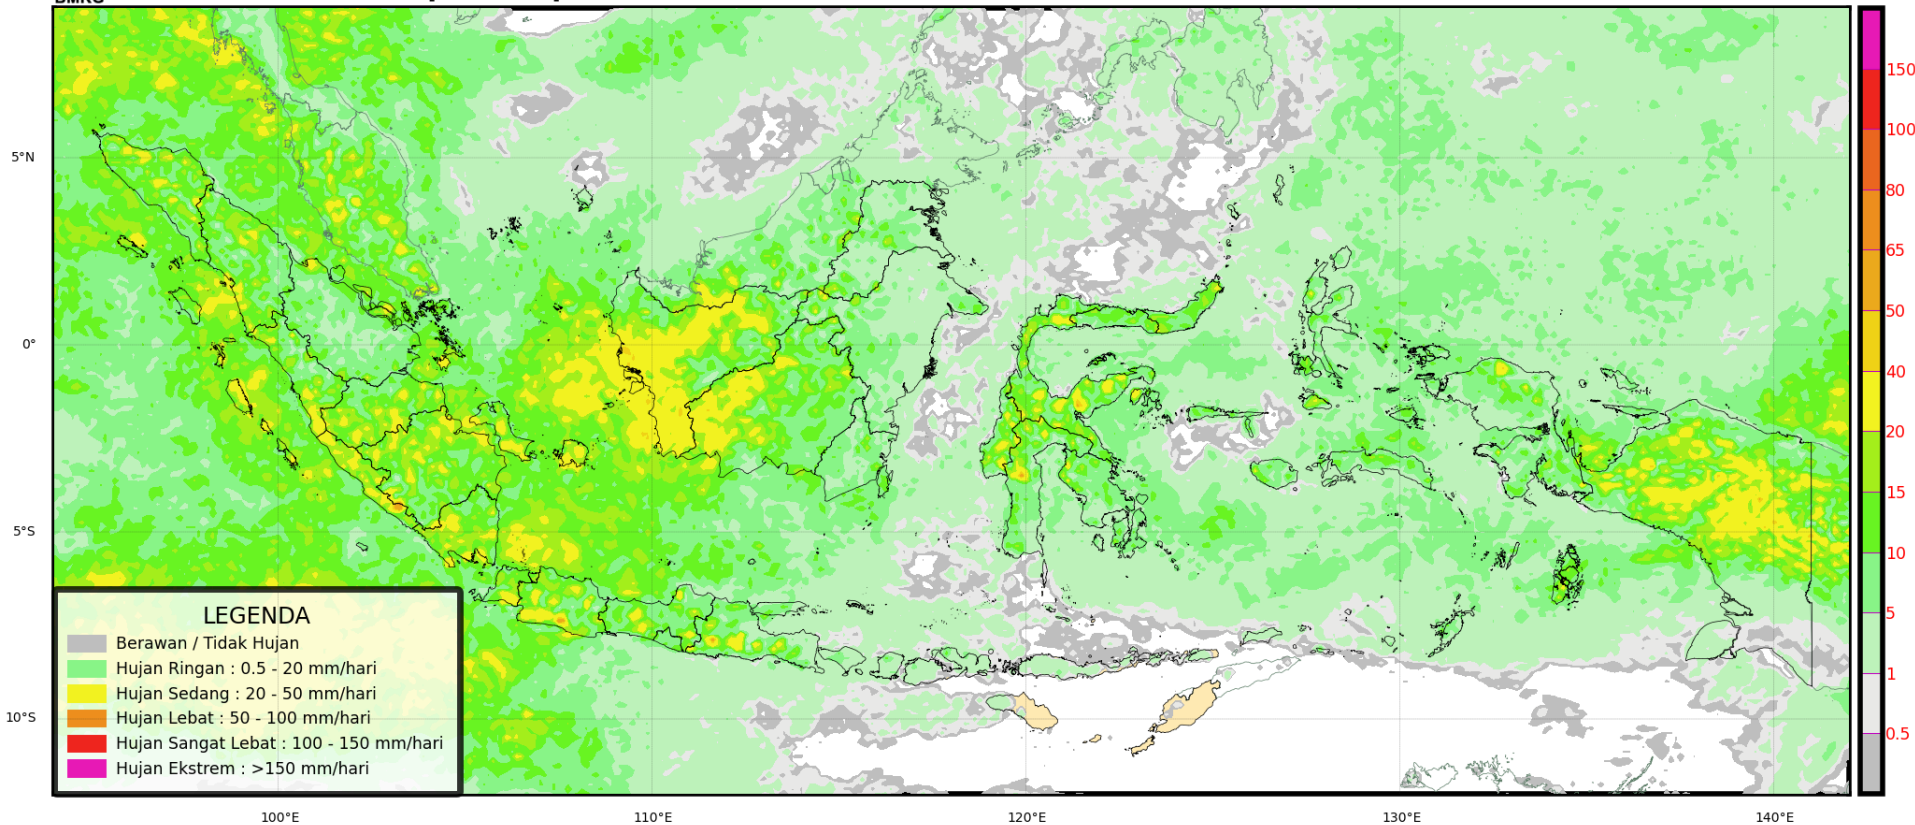 BMKG
5°N
0°
5°S
10°S
100°E
110°E
120°E
130°E
140°E
LEGENDA
Berawan / Tidak Hujan
Hujan Ringan : 0.5 - 20 mm/hari
Hujan Sedang : 20 - 50 mm/hari
Hujan Lebat : 50 - 100 mm/hari
Hujan Sangat Lebat : 100 - 150 mm/hari
Hujan Ekstrem : >150 mm/hari
150
100
80
65
50
40
20
15
10
5
1
0.5